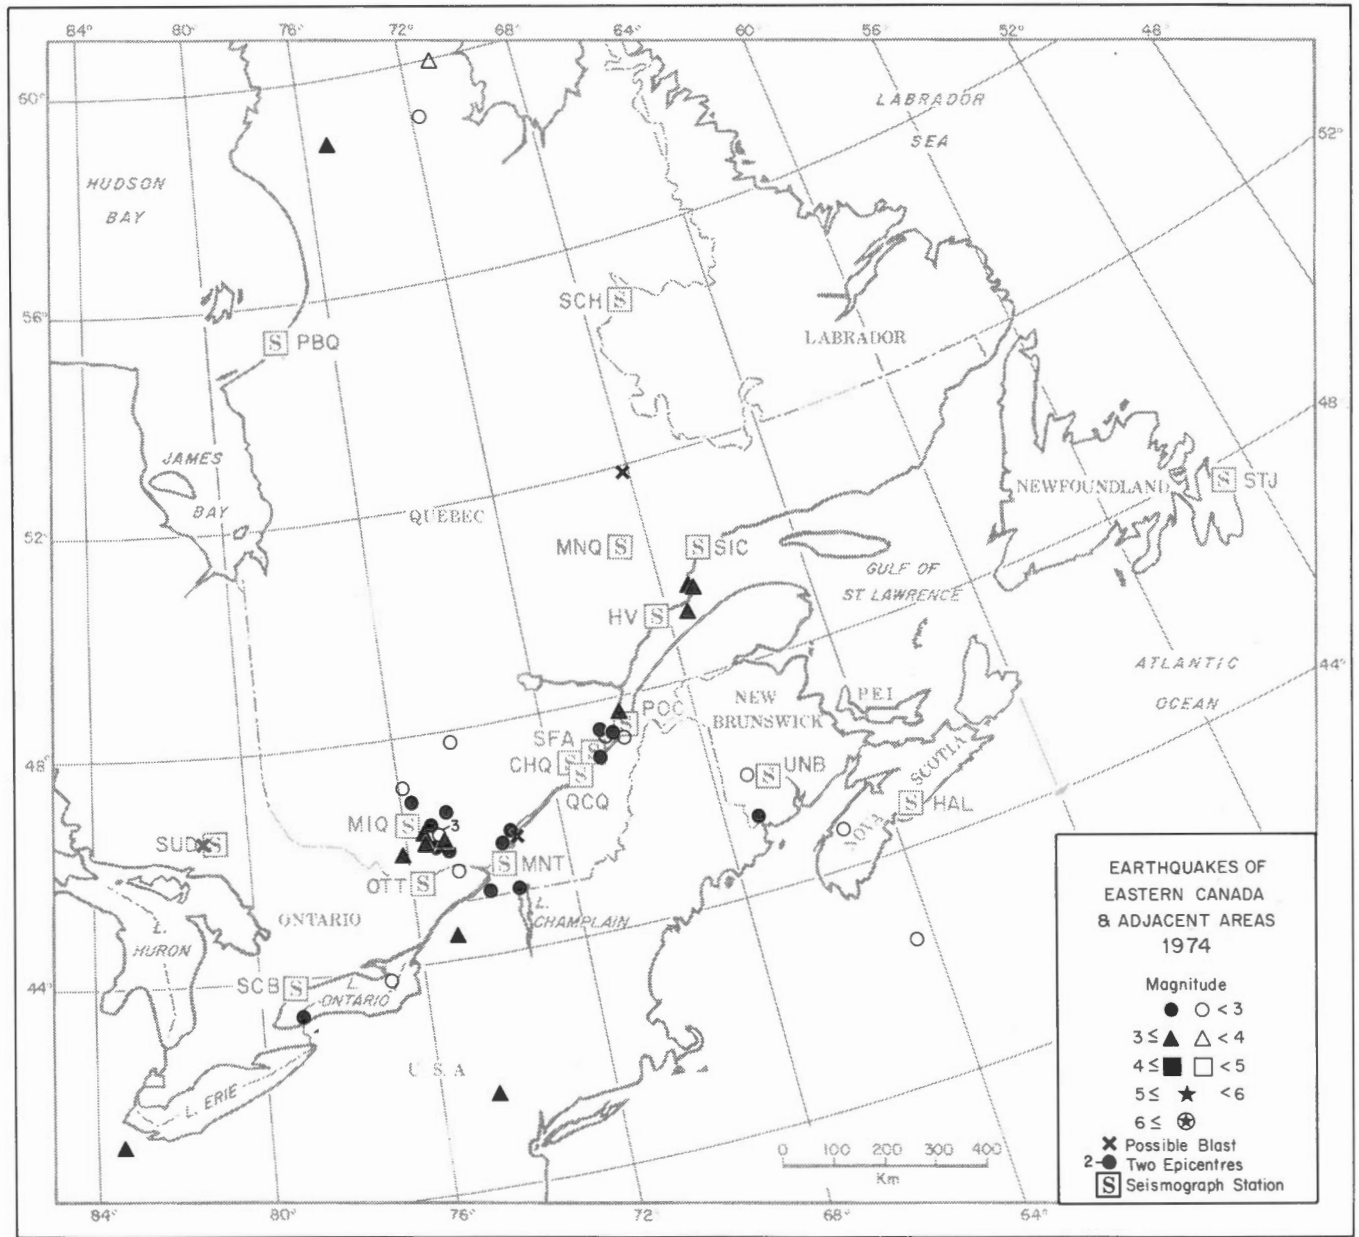 84° 80° 76° 72° 68° 64° 60° 56° 52° 48°
60°
LABRADOR
SEA
52°
HUDSON
BAY
SCH S
56°
LABRADOR
S PBQ
48
JAMES
BAY
NEWFOUNDLAND S STJ
QUEBEC
52°
MNQ S S SIC
GULF OF
ST. LAWRENCE
HV S
ATLANTIC
OCEAN
44°
NEW
BRUNSWICK
PEI
POC
S
SFA S
CHQ S
S
QCQ
48°
S UNB
NOVA SCOTIA
S HAL
MIQ S 3
SUD S
S MNT
OTT S
L.
CHAMPLAIN
ONTARIO
L.
HURON
SCB S
L.
ONTARIO
44°
U.S.A
L. ERIE
0 100 200 300 400
Km
EARTHQUAKES OF
EASTERN CANADA
& ADJACENT AREAS
1974
Magnitude
< 3
3 ≤ < 4
4 ≤ < 5
5 ≤ < 6
6 ≤
Possible Blast
2 Two Epicentres
S Seismograph Station
84° 80° 76° 72° 68° 64°